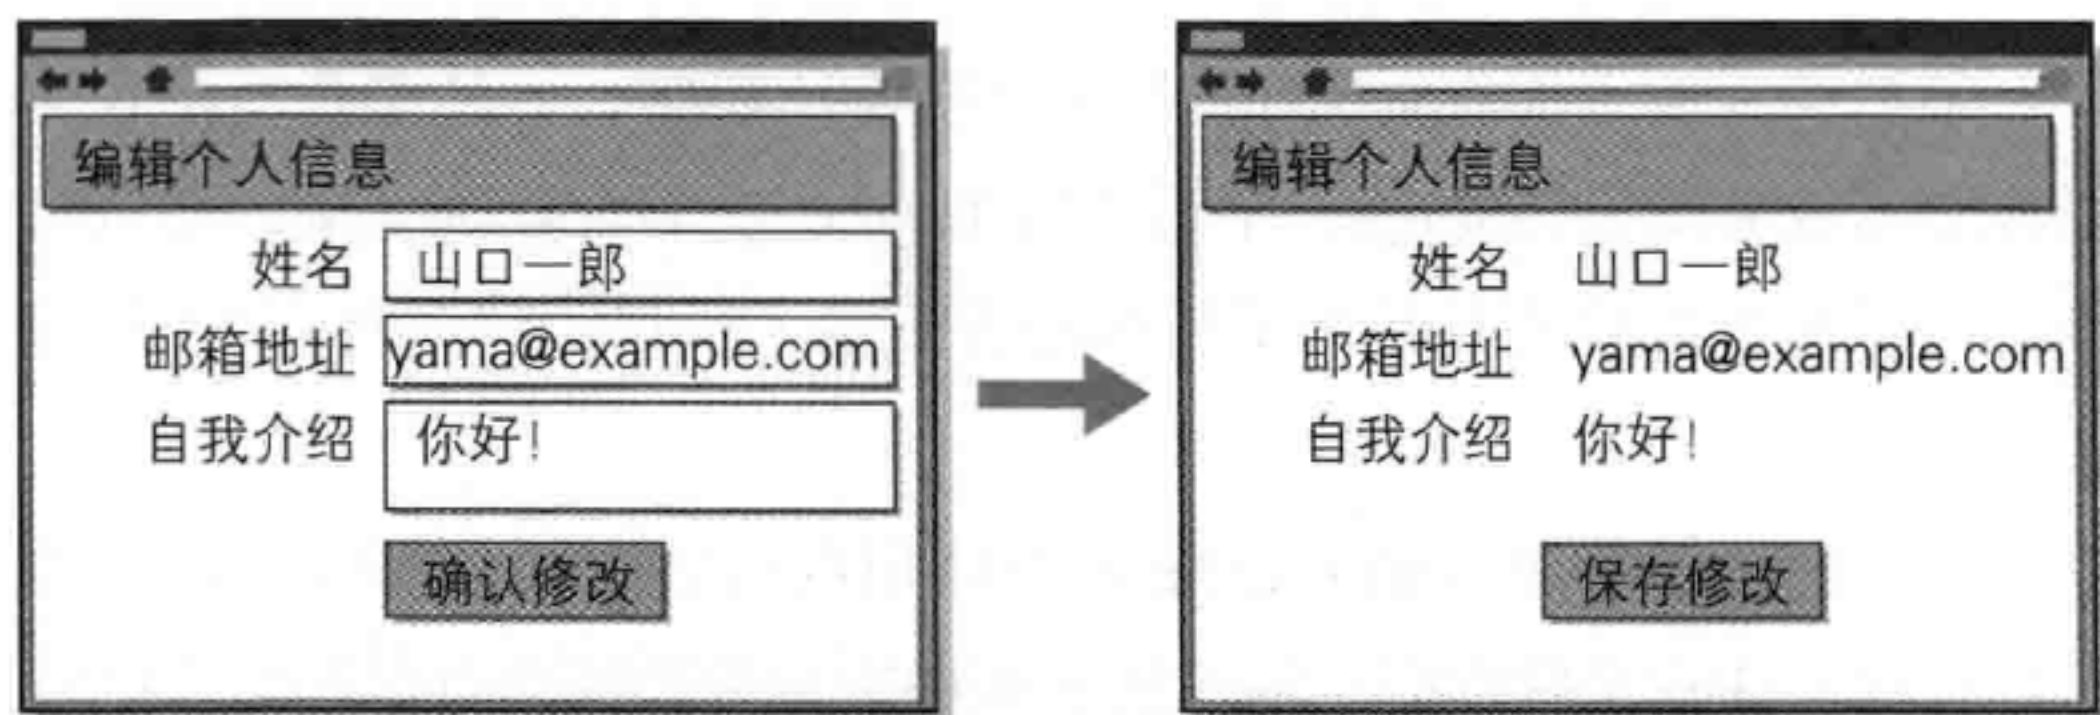 编辑个人信息
姓名 山口一郎
邮箱地址 yama@example.com
自我介绍 你好!
确认修改
编辑个人信息
姓名 山口一郎
邮箱地址 yama@example.com
自我介绍 你好!
保存修改